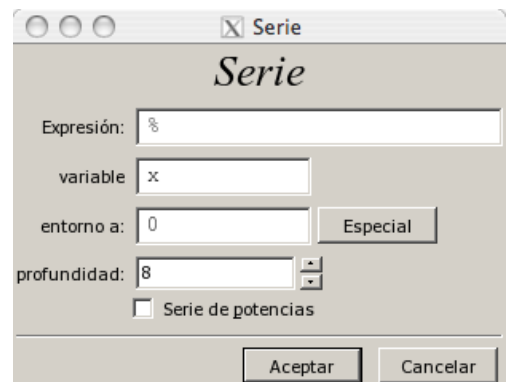 Serie
Serie
Expresión: %
variable x
entorno a: 0 Especial
profundidad: 8
Serie de potencias
Aceptar Cancelar